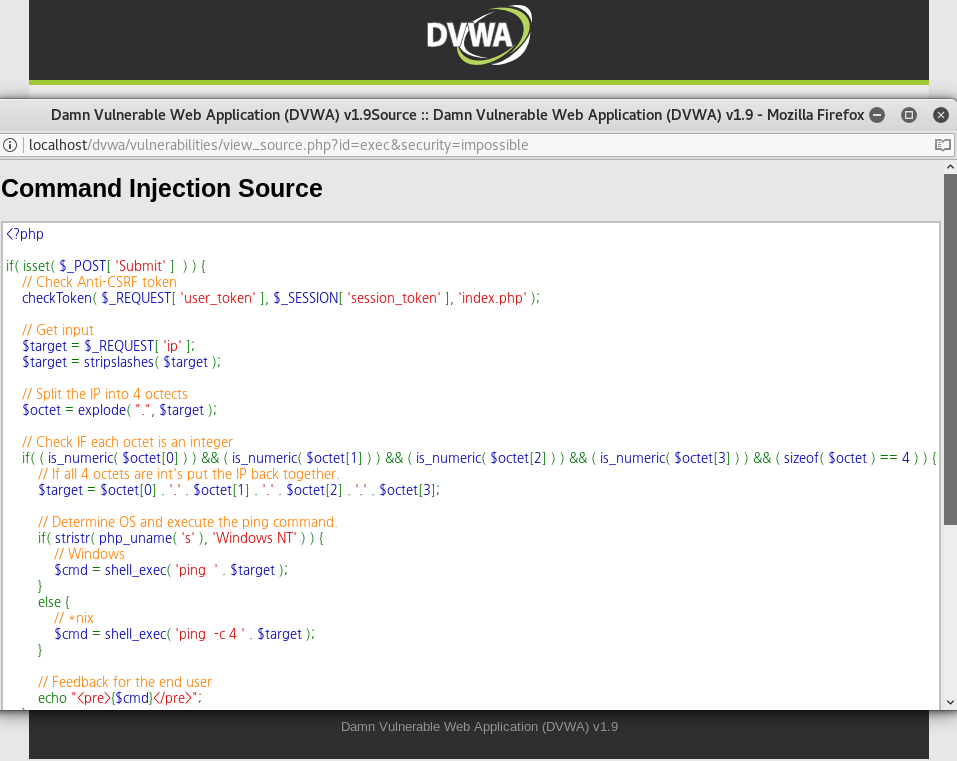 DVWA
Damn Vulnerable Web Application (DVWA) v1.9Source :: Damn Vulnerable Web Application (DVWA) v1.9 - Mozilla Firefox
localhost/dvwa/vulnerabilities/view_source.php?id=exec&security=impossible
Command Injection Source
<?php
if( isset( $_POST[ 'Submit' ]  ) ) {
    // Check Anti-CSRF token
    checkToken( $_REQUEST[ 'user_token' ], $_SESSION[ 'session_token' ], 'index.php' );
    // Get input
    $target = $_REQUEST[ 'ip' ];
    $target = stripslashes( $target );
    // Split the IP into 4 octects
    $octet = explode( ".", $target );
    // Check IF each octet is an integer
    if( ( is_numeric( $octet[0] ) ) && ( is_numeric( $octet[1] ) ) && ( is_numeric( $octet[2] ) ) && ( is_numeric( $octet[3] ) ) && ( sizeof( $octet ) == 4 ) ) {
        // If all 4 octets are int's put the IP back together.
        $target = $octet[0] . '.' . $octet[1] . '.' . $octet[2] . '.' . $octet[3];
        // Determine OS and execute the ping command.
        if( stristr( php_uname( 's' ), 'Windows NT' ) ) {
            // Windows
            $cmd = shell_exec( 'ping  ' . $target );
        }
        else {
            // *nix
            $cmd = shell_exec( 'ping  -c 4 ' . $target );
        }
        // Feedback for the end user
        echo "<pre>{$cmd}</pre>";
Damn Vulnerable Web Application (DVWA) v1.9